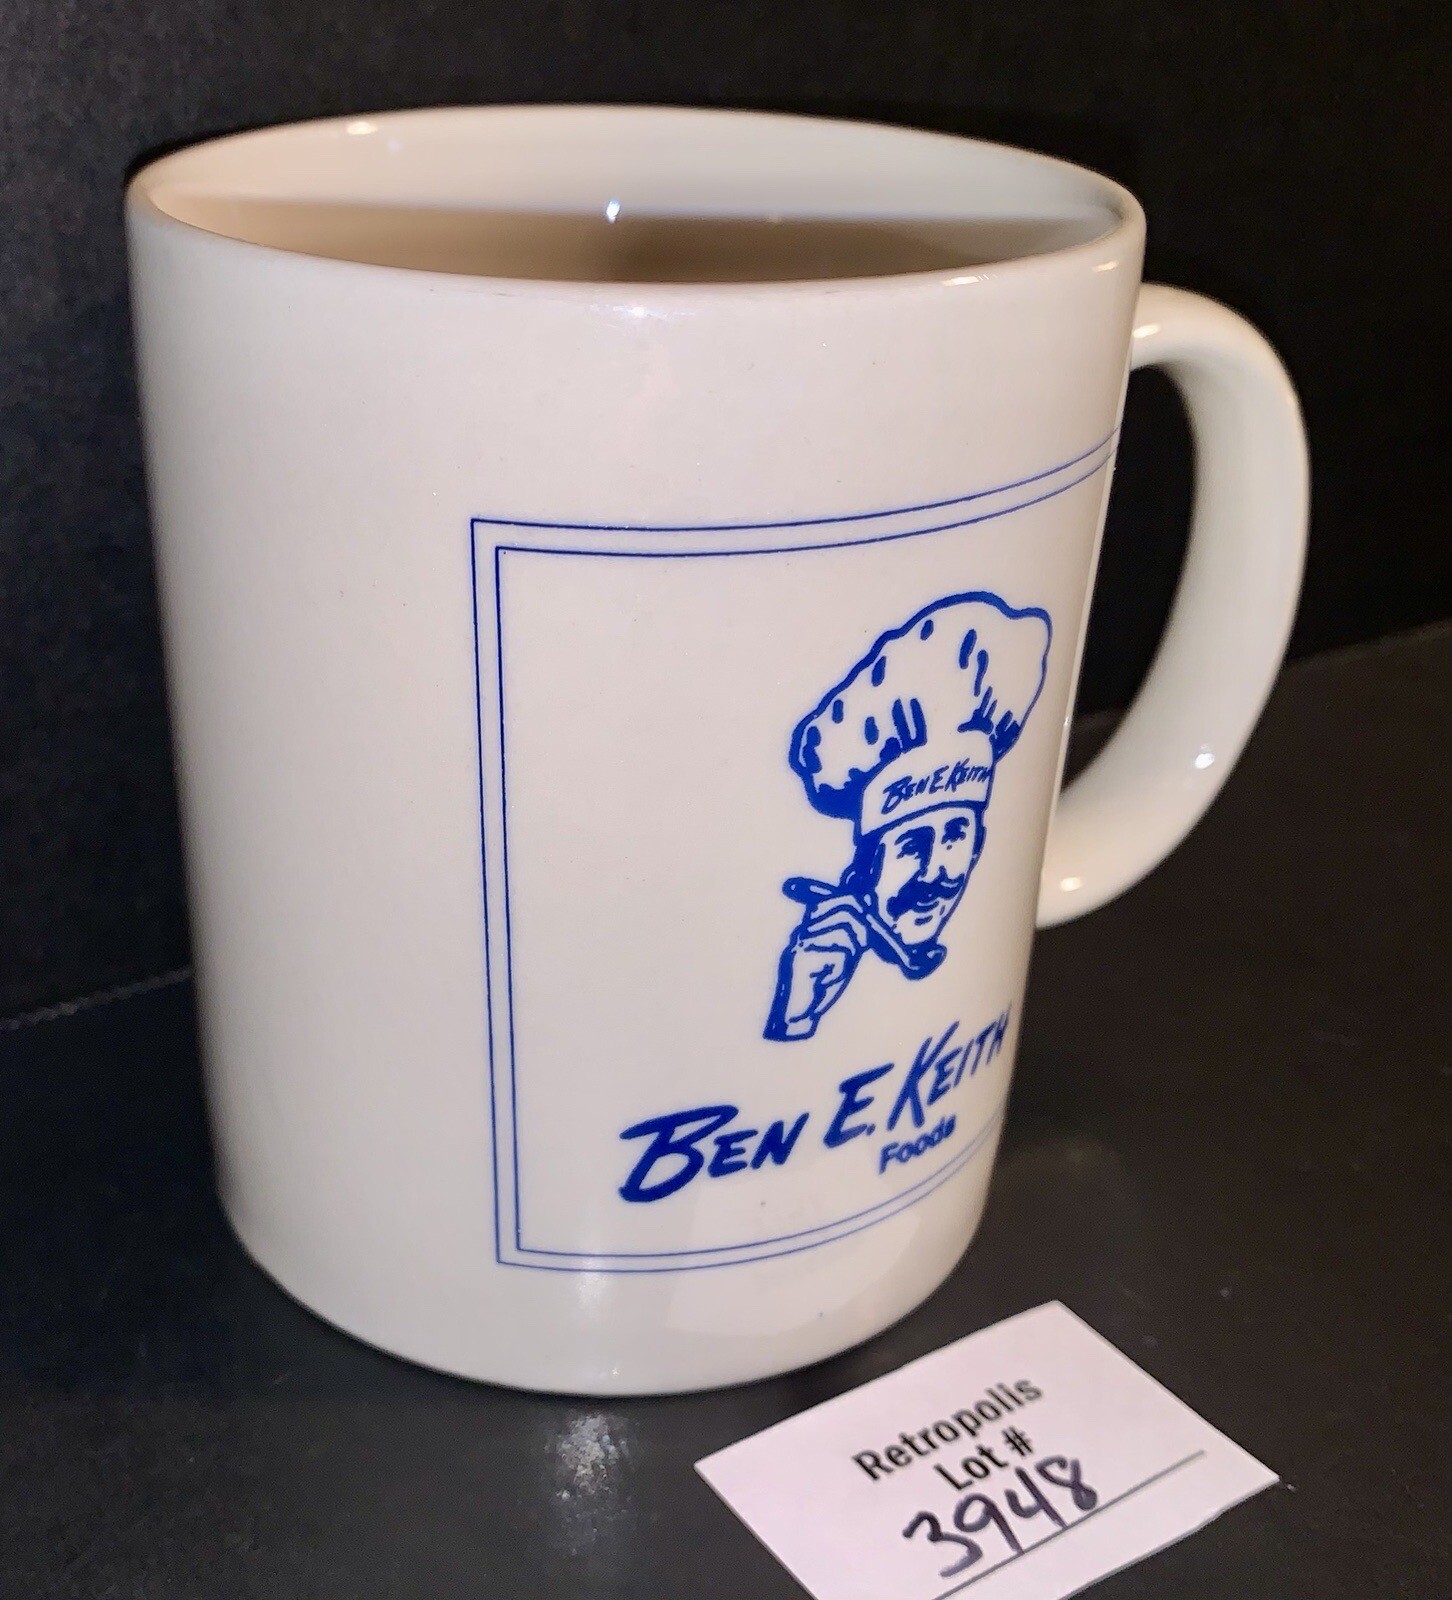 BEN E. KEITH
BEN E. KEITH
Foods
Retropolis
Lot #
3948